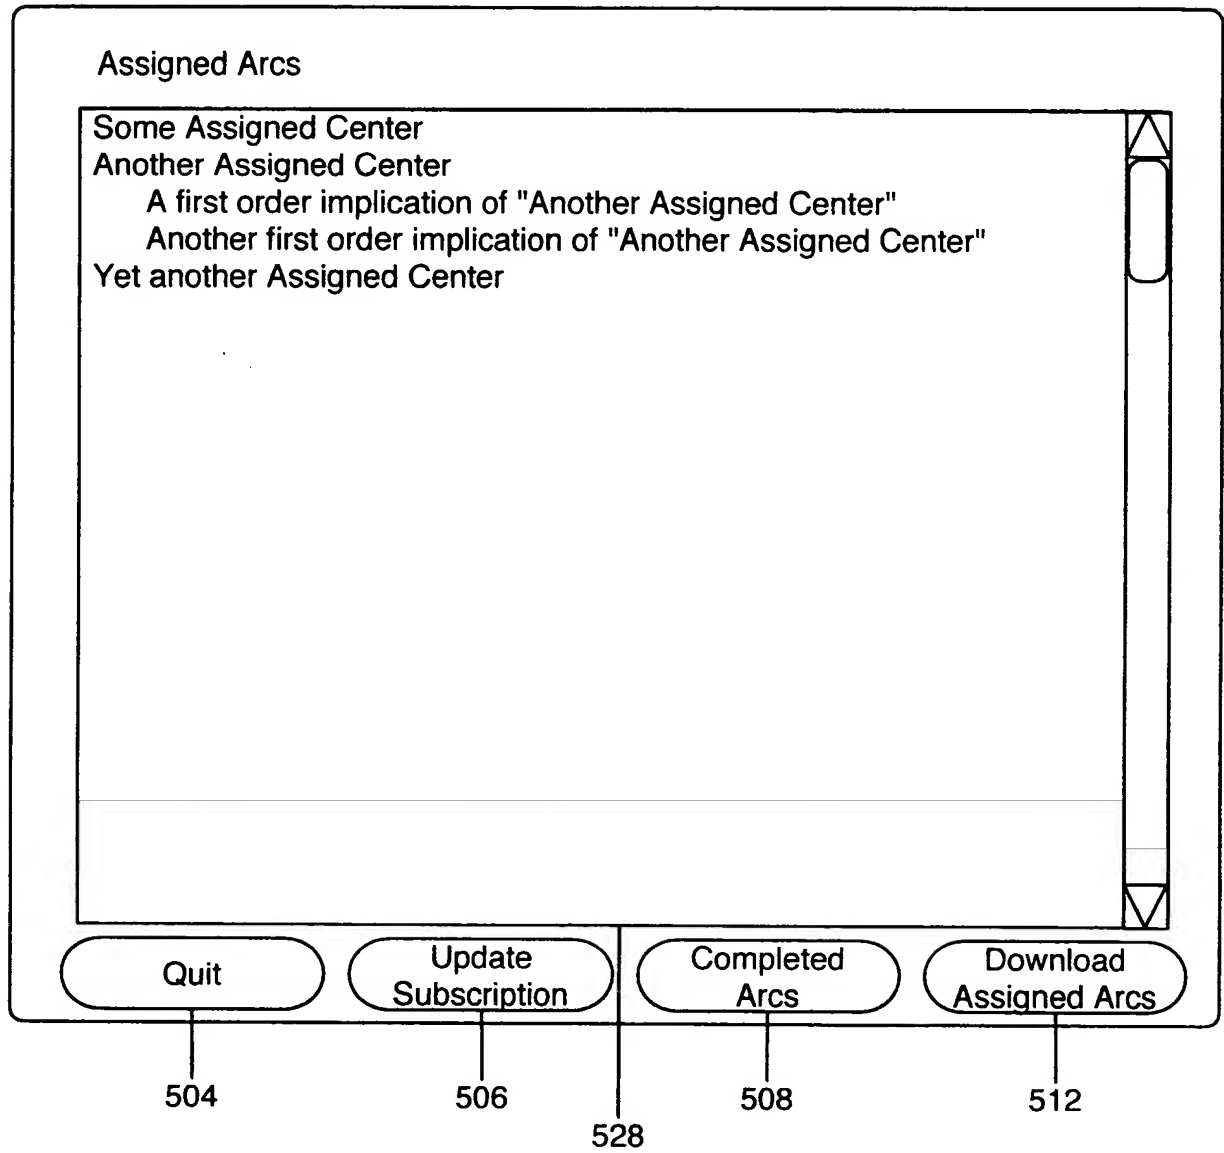 Assigned Arcs
Some Assigned Center
Another Assigned Center
A first order implication of "Another Assigned Center"
Another first order implication of "Another Assigned Center"
Yet another Assigned Center
Quit
Update
Subscription
Completed
Arcs
Download
Assigned Arcs
504
506
508
512
528